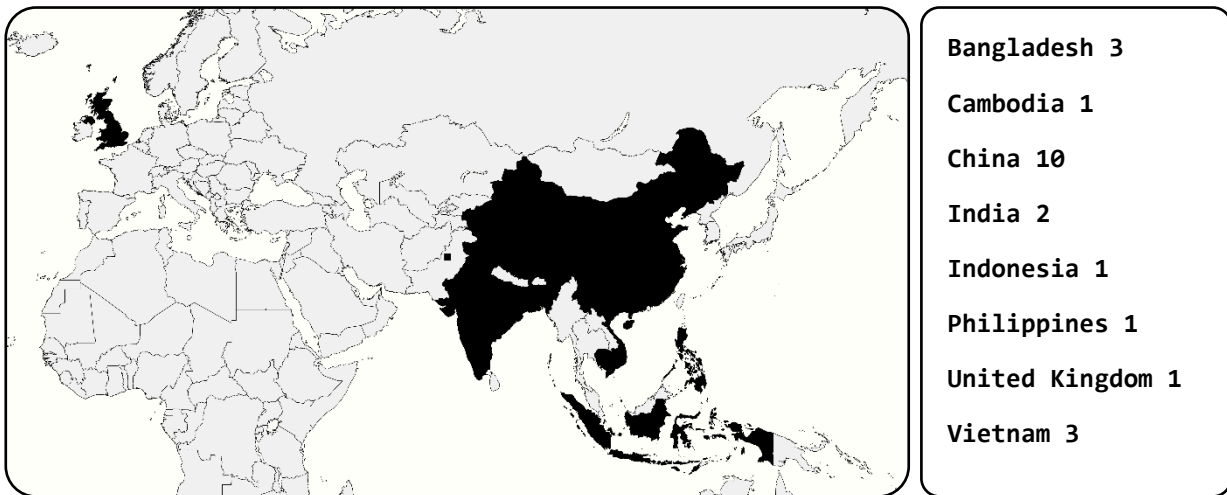 Bangladesh 3
Cambodia 1
China 10
India 2
Indonesia 1
Philippines 1
United Kingdom 1
Vietnam 3